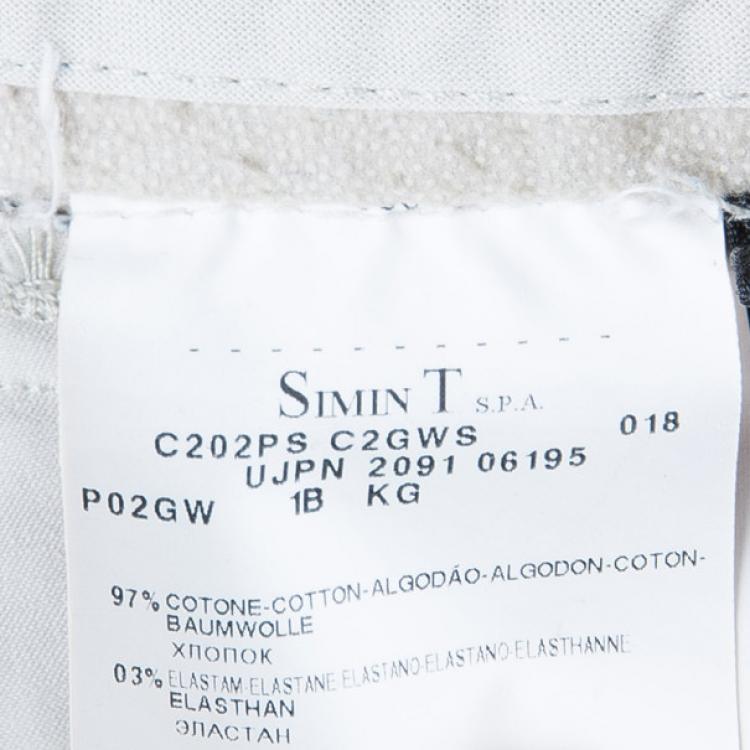 - - - - - - - - - - - -
SIMIN T S.P.A.
C202PS C2GWS 018
UJPN 2091 06195
P02GW 1B KG
97% COTONE-COTTON-ALGODÁO-ALGODON-COTON-
BAUMWOLLE
ХЛОПОК
03% ELASTAM-ELASTANE ELASTANO-ELASTANO-ELASTHANNE
ELASTHAN
ЭЛАСТАН